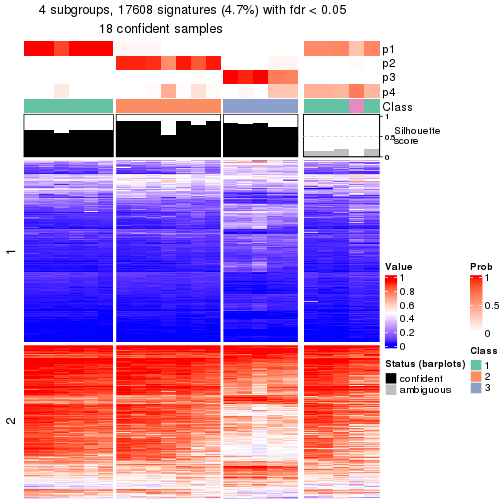 4 subgroups, 17608 signatures (4.7%) with fdr < 0.05
18 confident samples
p1
p2
p3
p4
Class
1
0.5
0
Silhouette
score
1
2
Value
1
0.8
0.6
0.4
0.2
0
Prob
1
0.5
0
Status (barplots)
confident
ambiguous
Class
1
2
3